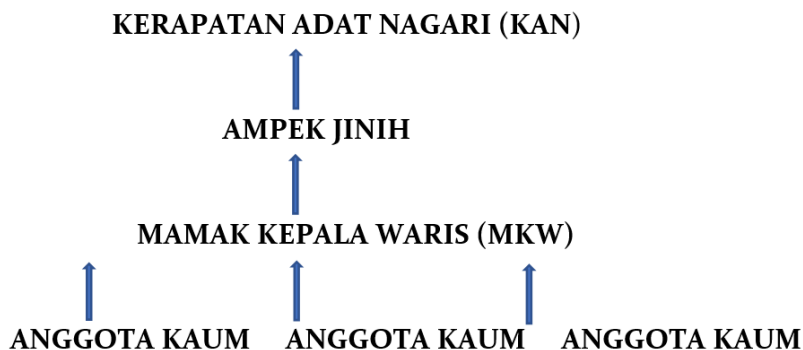 KERAPATAN ADAT NAGARI (KAN)
AMPEK JINIH
MAMAK KEPALA WARIS (MKW)
ANGGOTA KAUM ANGGOTA KAUM ANGGOTA KAUM